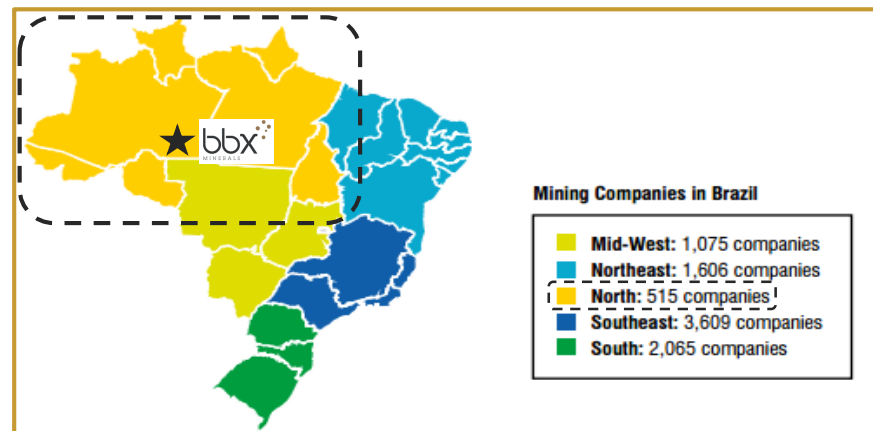 bbx
MINERALS
Mining Companies in Brazil
Mid-West: 1,075 companies
Northeast: 1,606 companies
North: 515 companies
Southeast: 3,609 companies
South: 2,065 companies